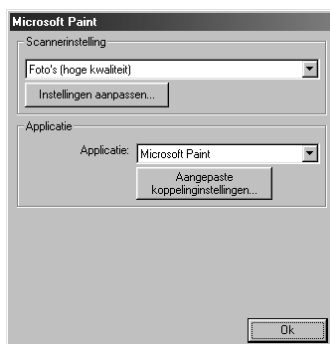 Microsoft Paint
Scannerinstelling
Foto's (hoge kwaliteit)
Instellingen aanpassen...
Applicatie
Applicatie: Microsoft Paint
Aangepaste
koppelinginstellingen...
Ok